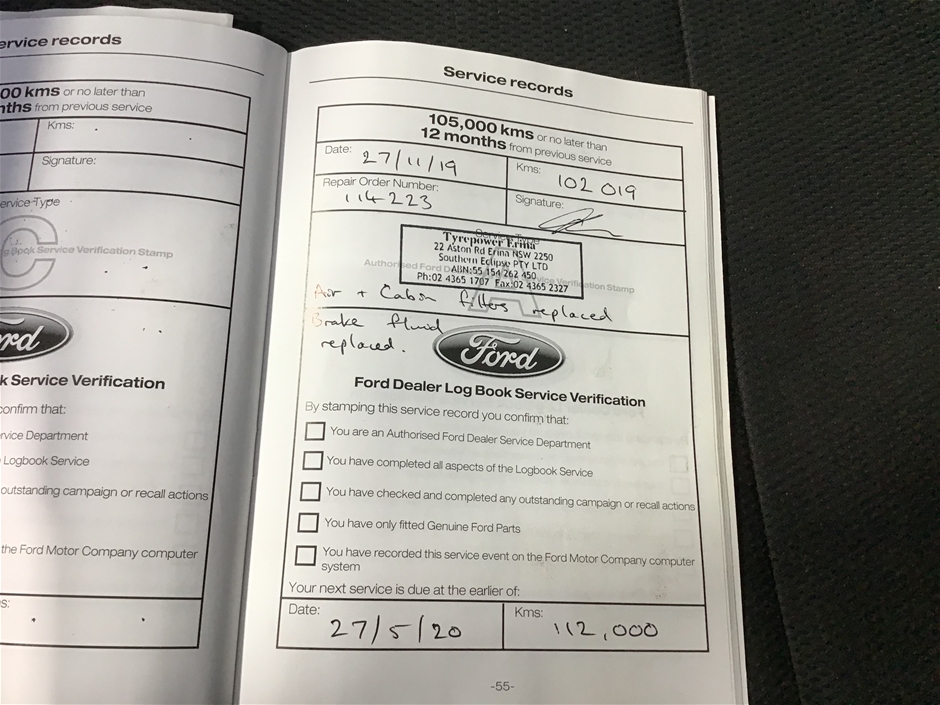 ervice records
00 kms or no later than
nths from previous service
Kms:
Signature:
ervice Type
C
e Book Service Verification Stamp
rd
k Service Verification
confirm that:
rvice Department
Logbook Service
outstanding campaign or recall actions
the Ford Motor Company computer
s:
Service records
105,000 kms or no later than
12 months from previous service
Date: 27/11/19
Kms: 102 019
Repair Order Number: 114223
Signature:
Service Type
A
Tyrepower Erina
22 Aston Rd Erina NSW 2250
Southern Eclipse PTY LTD
ABN:55 154 262 450
Ph:02 4365 1707 Fax:02 4365 2327
Authorised Ford D Service Verification Stamp
Air + Cabin filters replaced
Brake fluid
replaced.
Ford
Ford Dealer Log Book Service Verification
By stamping this service record you confirm that:
You are an Authorised Ford Dealer Service Department
You have completed all aspects of the Logbook Service
You have checked and completed any outstanding campaign or recall actions
You have only fitted Genuine Ford Parts
You have recorded this service event on the Ford Motor Company computer
system
Your next service is due at the earlier of:
Date: 27/5/20
Kms: 112,000
-55-